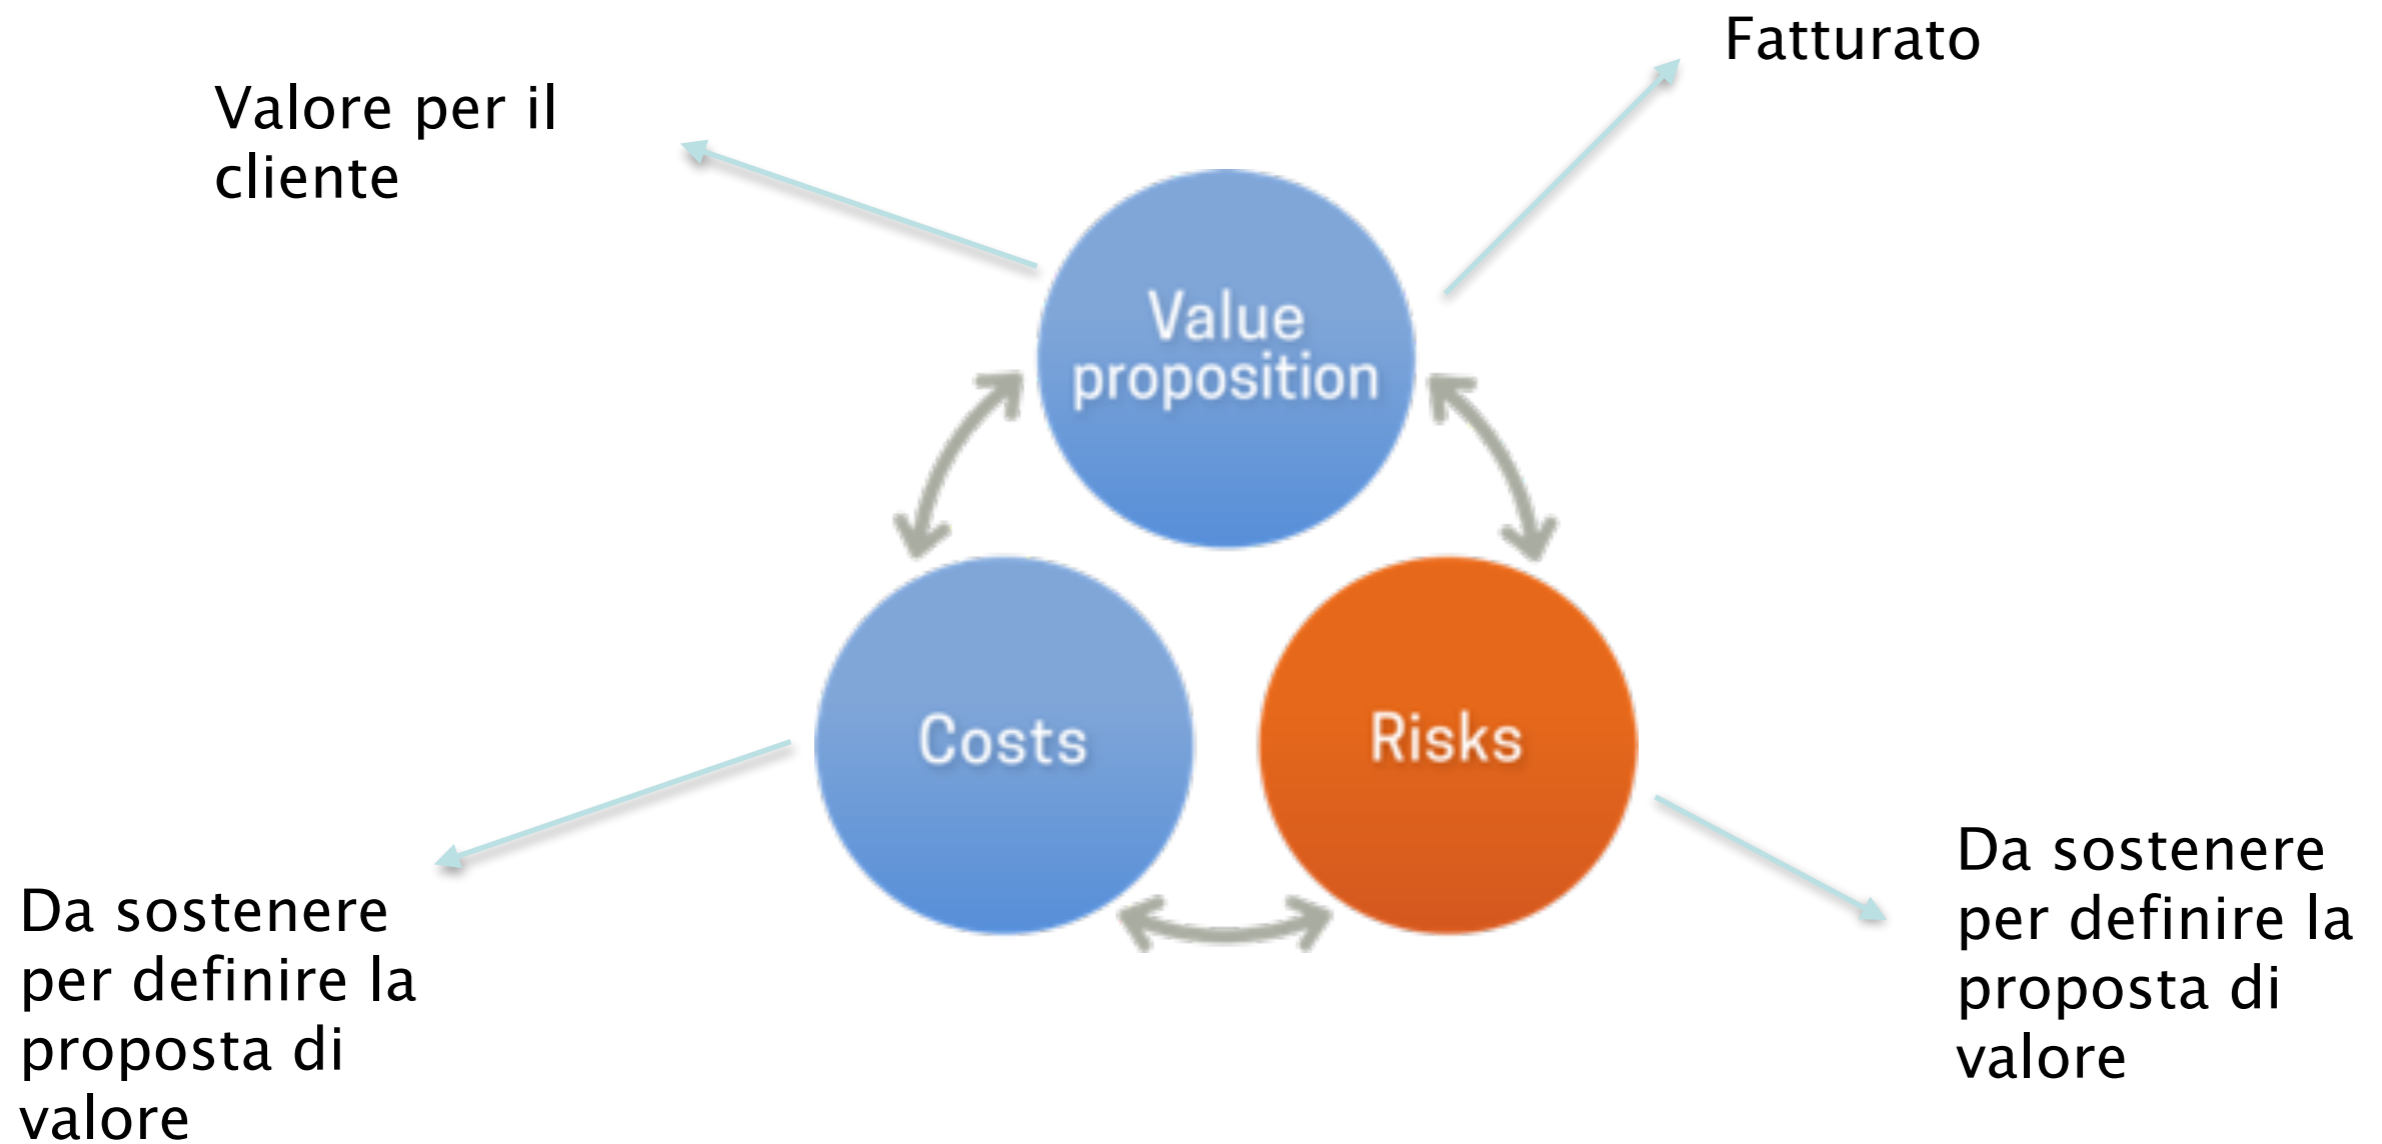 Fatturato
Valore per il
cliente
Value
proposition
Costs
Risks
Da sostenere
per definire la
proposta di
valore
Da sostenere
per definire la
proposta di
valore